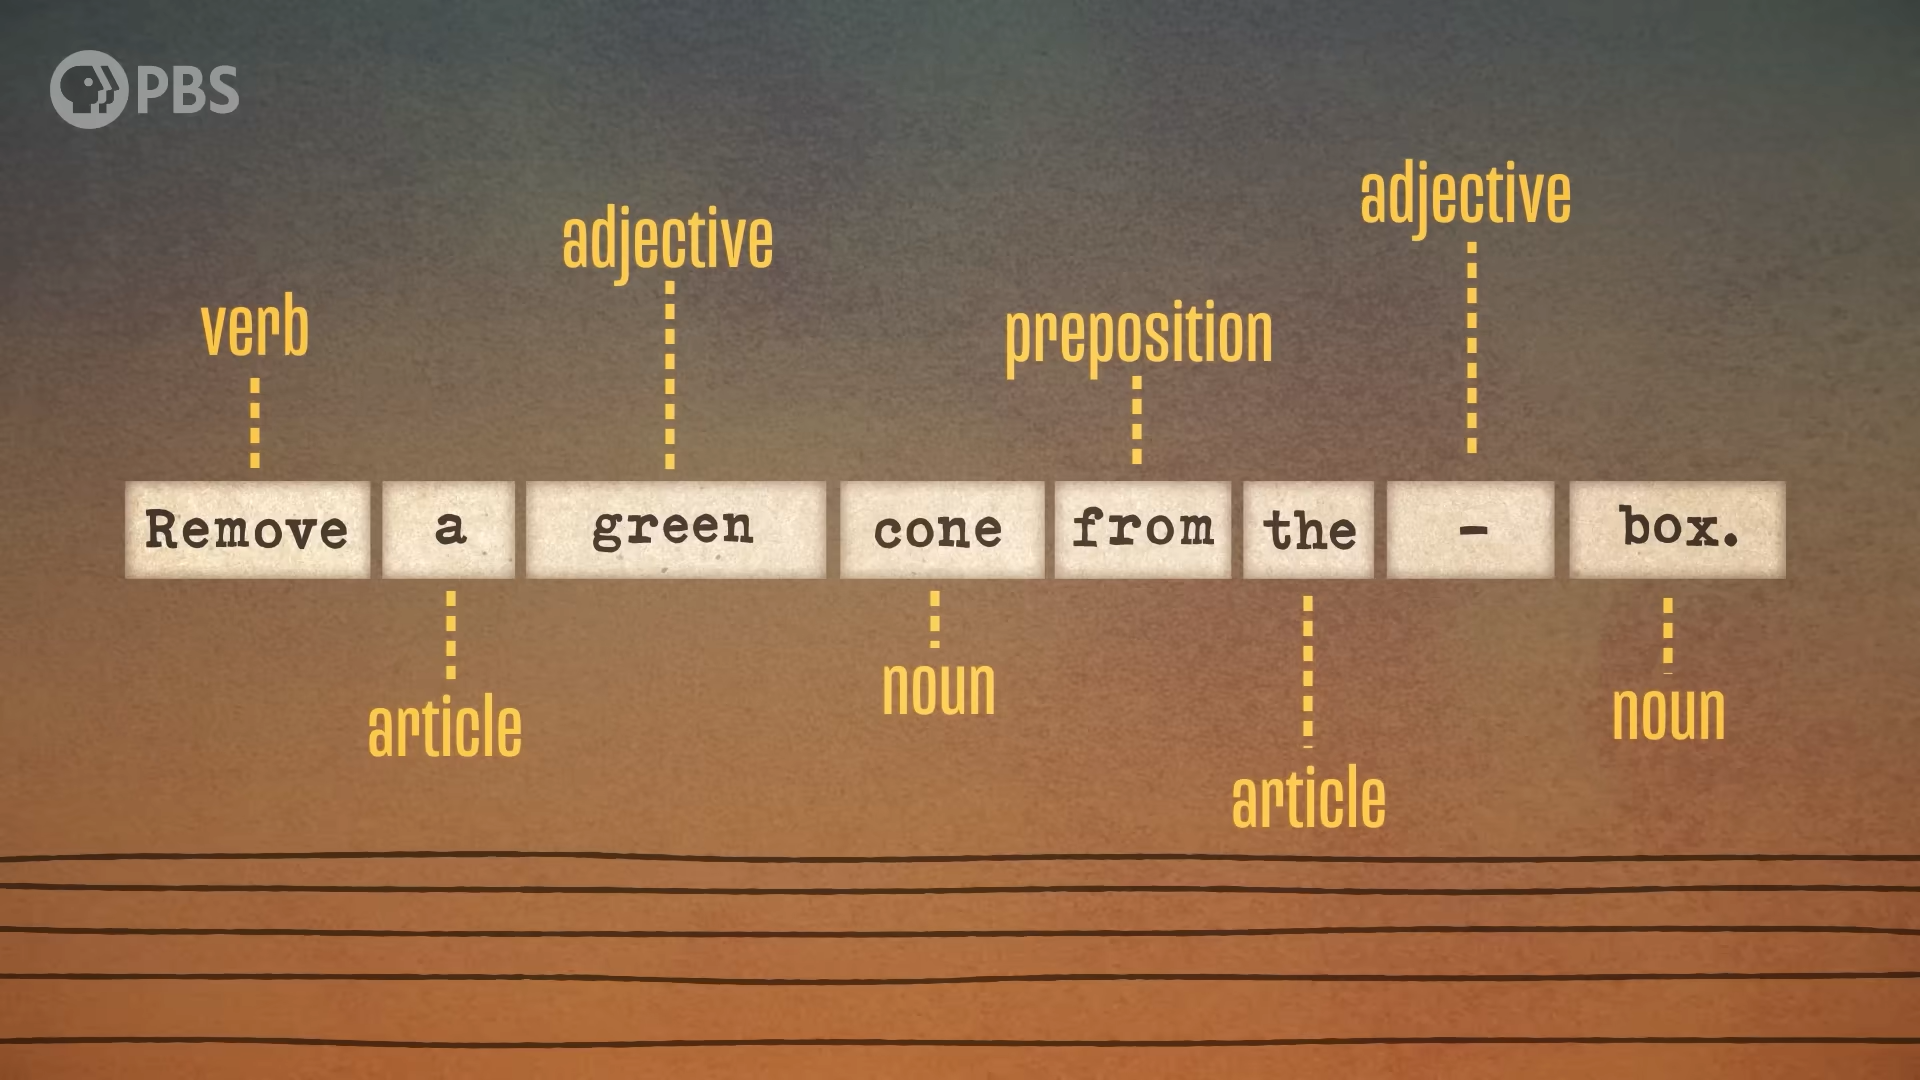 PBS
adjective
adjective
verb
preposition
Remove a green cone from the - box.
noun
noun
article
article